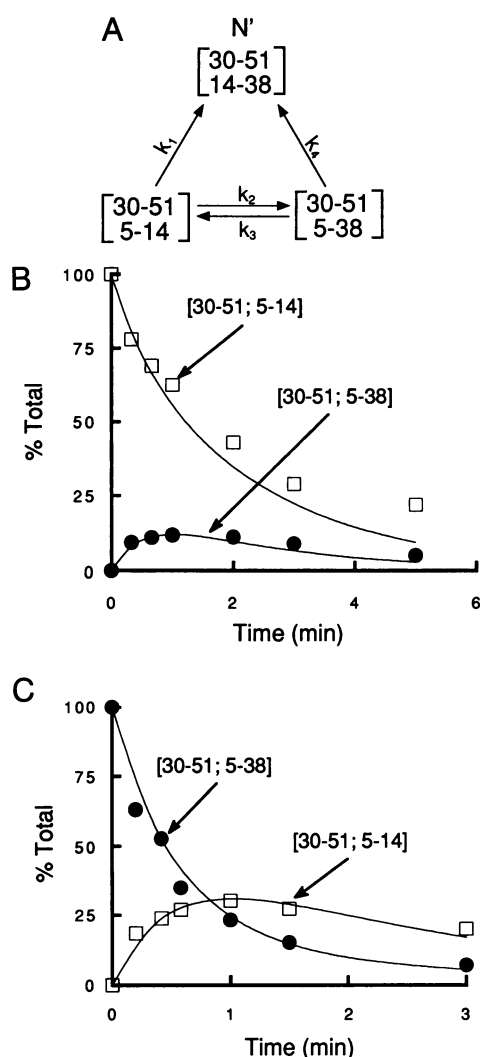 A
N'
30-51
14-38
k1
k4
30-51
5-14
k2
k3
30-51
5-38
B
100
75
50
25
0
% Total
[30-51; 5-14]
[30-51; 5-38]
0
2
4
6
Time (min)
C
100
75
50
25
0
% Total
[30-51; 5-38]
[30-51; 5-14]
0
1
2
3
Time (min)